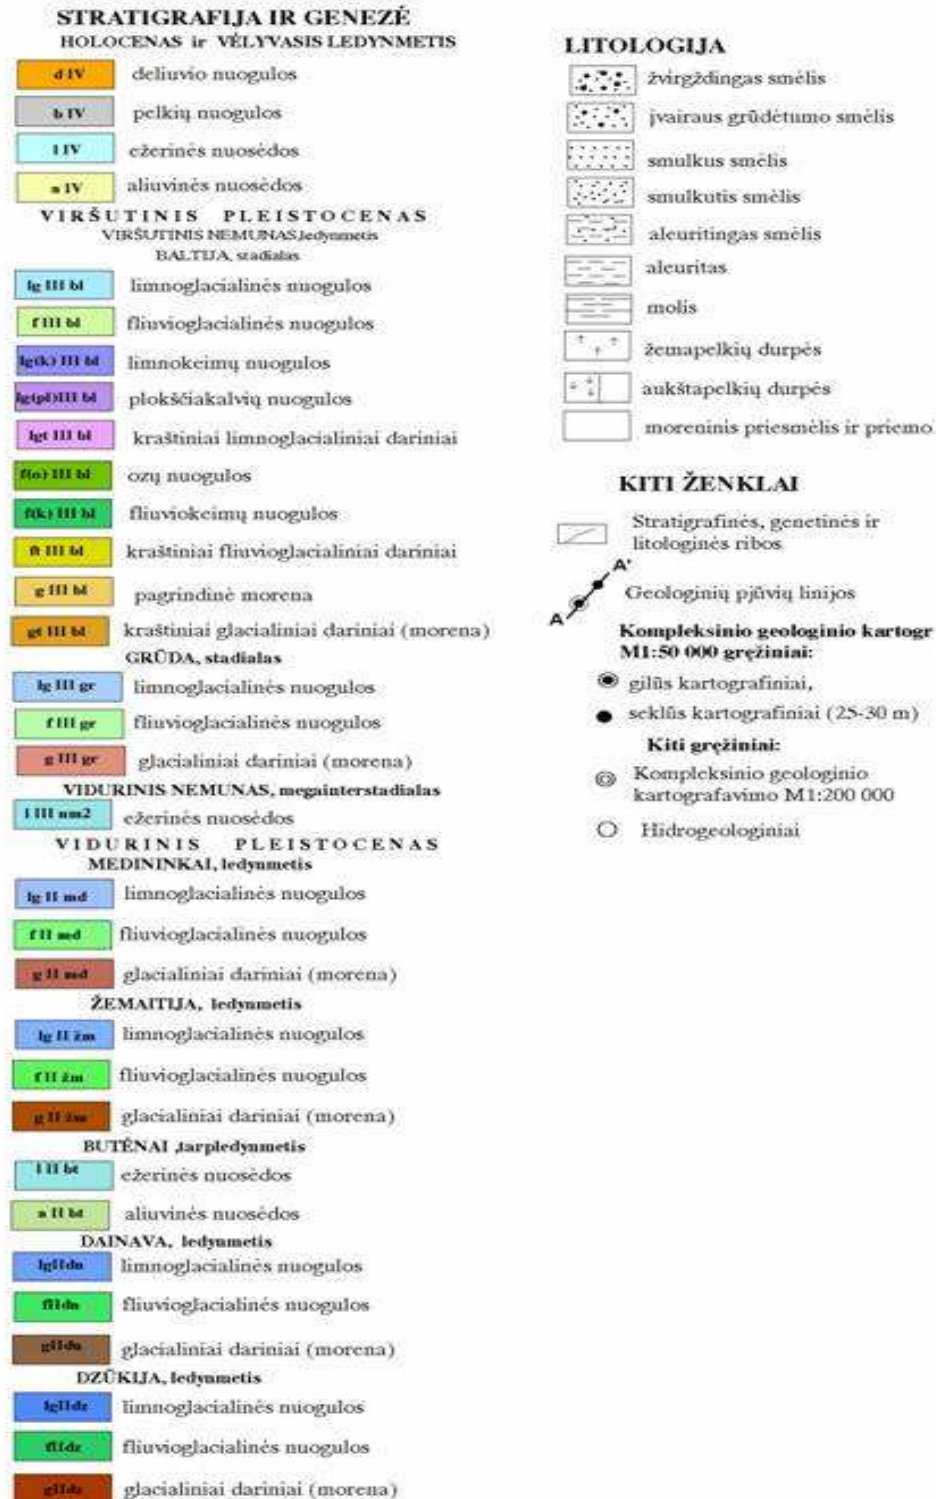 STRATIGRAFIJA IR GENEZĖ
HOLOCENAS ir VĖLYVASIS LEDYNMETIS
d IV deliuvio nuogulos
b IV pelkių nuogulos
l IV ežerinės nuosėdos
a IV aliuvinės nuosėdos
VIRŠUTINIS PLEISTOCENAS
VIRŠUTINIS NEMUNAS,ledynmetis
BALTIJA, stadialas
lg III bl limnoglacialinės nuogulos
f III bl fliuvioglacialinės nuogulos
lg(k) III bl limnokeimų nuogulos
lg(pl)III bl plokščiakalvių nuogulos
lgt III bl kraštiniai limnoglacialiniai dariniai
f(o) III bl ozų nuogulos
f(k) III bl fliuviokeimų nuogulos
ft III bl kraštiniai fliuvioglacialiniai dariniai
g III bl pagrindinė morena
gt III bl kraštiniai glacialiniai dariniai (morena)
GRŪDA, stadialas
lg III gr limnoglacialinės nuogulos
f III gr fliuvioglacialinės nuogulos
g III gr glacialiniai dariniai (morena)
VIDURINIS NEMUNAS, megainterstadialas
l III nm2 ežerinės nuosėdos
VIDURINIS PLEISTOCENAS
MEDININKAI, ledynmetis
lg II md limnoglacialinės nuogulos
f II md fliuvioglacialinės nuogulos
g II md glacialiniai dariniai (morena)
ŽEMAITIJA, ledynmetis
lg II žm limnoglacialinės nuogulos
f II žm fliuvioglacialinės nuogulos
g II žm glacialiniai dariniai (morena)
BUTĖNAI ,tarpledynmetis
l II bt ežerinės nuosėdos
a II bt aliuvinės nuosėdos
DAINAVA, ledynmetis
lgIIdn limnoglacialinės nuogulos
fIIdn fliuvioglacialinės nuogulos
gIIdn glacialiniai dariniai (morena)
DZŪKIJA, ledynmetis
lgIIdz limnoglacialinės nuogulos
fIIdz fliuvioglacialinės nuogulos
gIIdz glacialiniai dariniai (morena)
LITOLOGIJA
žvirgždingas smėlis
įvairaus grūdėtumo smėlis
smulkus smėlis
smulkutis smėlis
aleuritingas smėlis
aleuritas
molis
žemapelkių durpės
aukštapelkių durpės
moreninis priesmėlis ir priemo
KITI ŽENKLAI
Stratigrafinės, genetinės ir
litologinės ribos
A'
A
Geologinių pjūvių linijos
Kompleksinio geologinio kartogr
M1:50 000 gręžiniai:
gilūs kartografiniai,
seklūs kartografiniai (25-30 m)
Kiti gręžiniai:
Kompleksinio geologinio
kartografavimo M1:200 000
Hidrogeologiniai